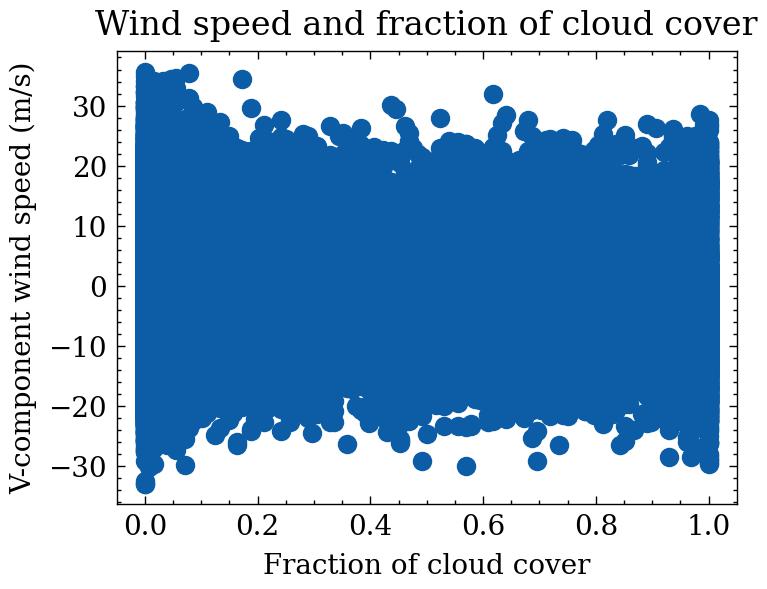 Wind speed and fraction of cloud cover
V-component wind speed (m/s)
30
20
10
0
−10
−20
−30
0.0 0.2 0.4 0.6 0.8 1.0
Fraction of cloud cover